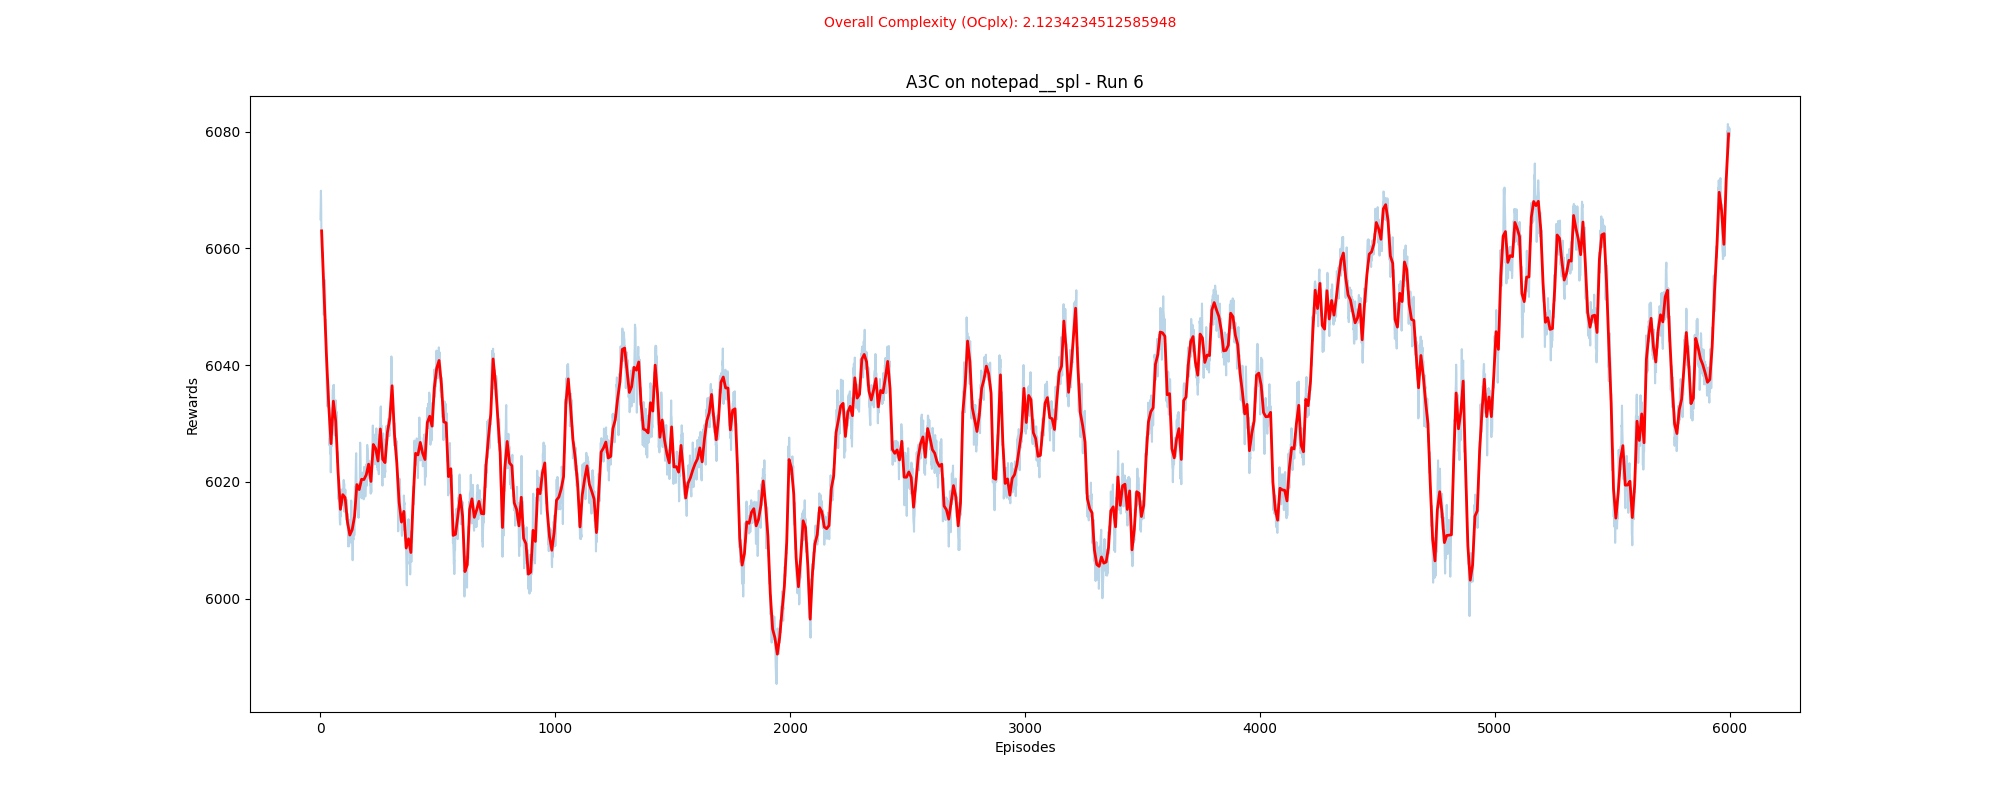 Overall Complexity (OCplx): 2.1234234512585948
A3C on notepad__spl - Run 6
6080
6060
6040
6020
6000
Rewards
0 1000 2000 3000 4000 5000 6000
Episodes